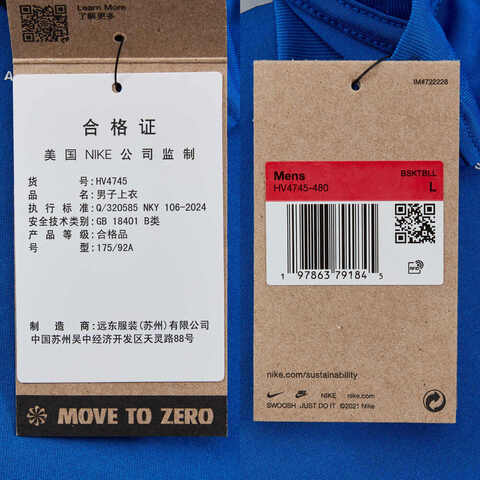 Learn More
了解更多
合格证
美国 NIKE 公司监制
货 号:HV4745
品 名:男子上衣
执行标准:Q/320585 NKY 106-2024
安全技术类别:GB 18401 B类
产品等级:合格品
号 型:175/92A
制 造 商:远东服装(苏州)有限公司
中国苏州吴中经济开发区天灵路88号
MOVE TO ZERO
IM#722228
Mens BSKTBLL
HV4745-480 L
1 97863 79184 5
RFID
nike.com/sustainability
NIKE nike.com
SWOOSH JUST DO IT ©2021 Nike